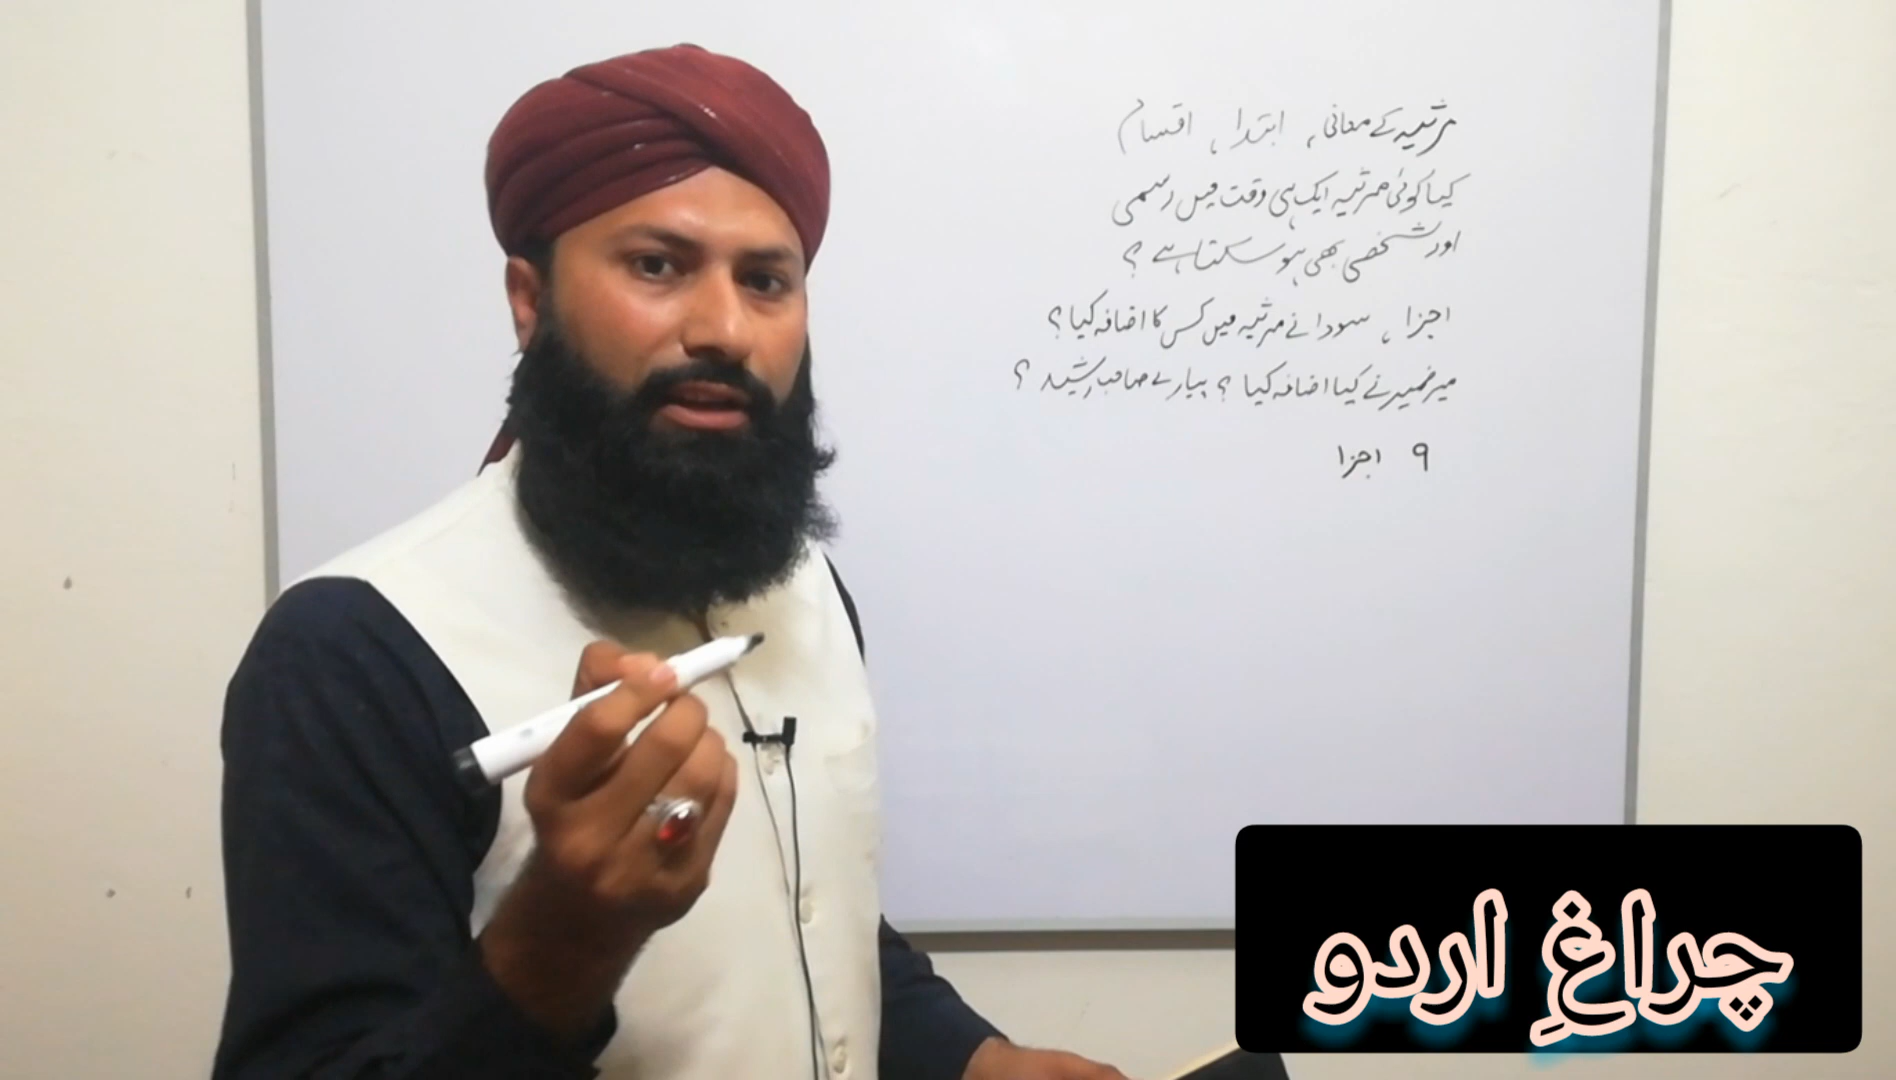 مرثیہ کے معانی، ابتدا، اقسام
کیا کوئی مرثیہ ایک ہی وقت میں رسمی
اور شخصی بھی ہو سکتا ہے ؟
اجزا ، سودا نے مرثیہ میں کس کا اضافہ کیا ؟
میر ضمیر نے کیا اضافہ کیا ؟ پیارے صاحب رشید ؟
۹ اجزا
چراغِ اردو